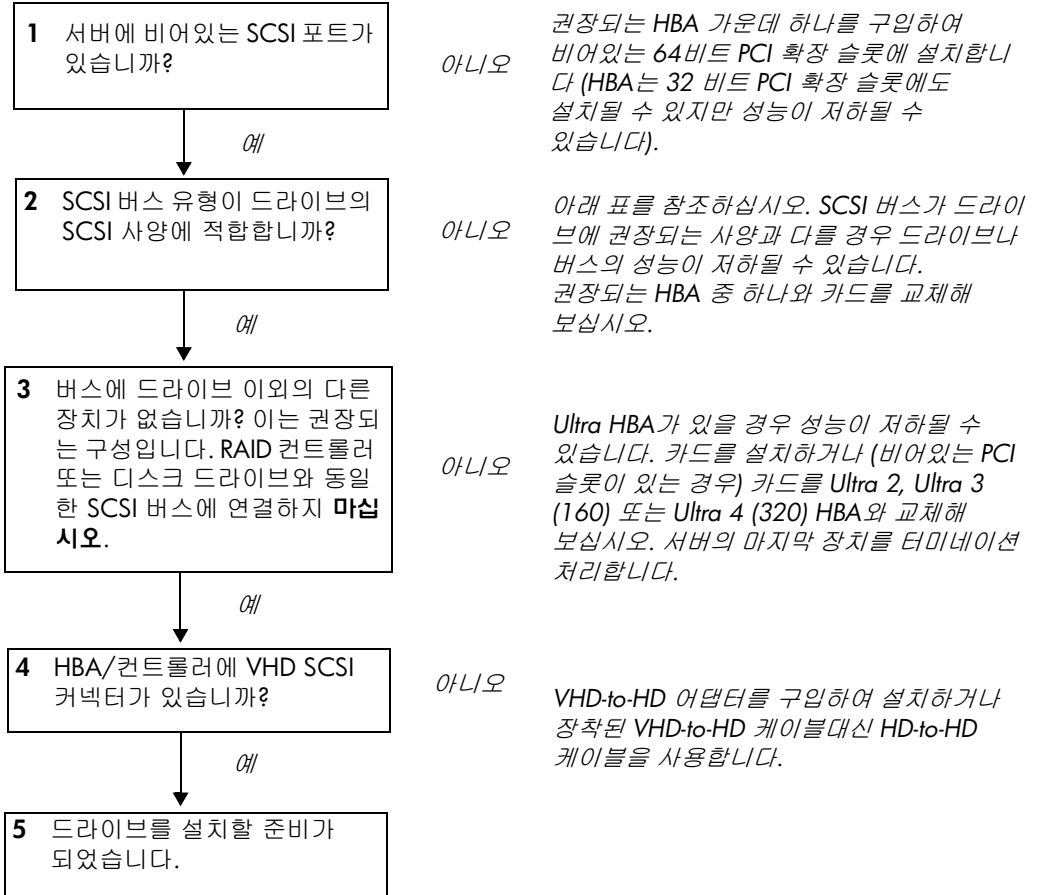 1 서버에 비어있는 SCSI 포트가
있습니까?
아니오
권장되는 HBA 가운데 하나를 구입하여
비어있는 64비트 PCI 확장 슬롯에 설치합니
다 (HBA는 32 비트 PCI 확장 슬롯에도
설치될 수 있지만 성능이 저하될 수
있습니다).
예
2 SCSI 버스 유형이 드라이브의
SCSI 사양에 적합합니까?
아니오
아래 표를 참조하십시오. SCSI 버스가 드라이
브에 권장되는 사양과 다를 경우 드라이브나
버스의 성능이 저하될 수 있습니다.
권장되는 HBA 중 하나와 카드를 교체해
보십시오.
예
3 버스에 드라이브 이외의 다른
장치가 없습니까? 이는 권장되
는 구성입니다. RAID 컨트롤러
또는 디스크 드라이브와 동일
한 SCSI 버스에 연결하지 마십
시오.
아니오
Ultra HBA가 있을 경우 성능이 저하될 수
있습니다. 카드를 설치하거나 (비어있는 PCI
슬롯이 있는 경우) 카드를 Ultra 2, Ultra 3
(160) 또는 Ultra 4 (320) HBA와 교체해
보십시오. 서버의 마지막 장치를 터미네이션
처리합니다.
예
4 HBA/컨트롤러에 VHD SCSI
커넥터가 있습니까?
아니오
VHD-to-HD 어댑터를 구입하여 설치하거나
장착된 VHD-to-HD 케이블대신 HD-to-HD
케이블을 사용합니다.
예
5 드라이브를 설치할 준비가
되었습니다.